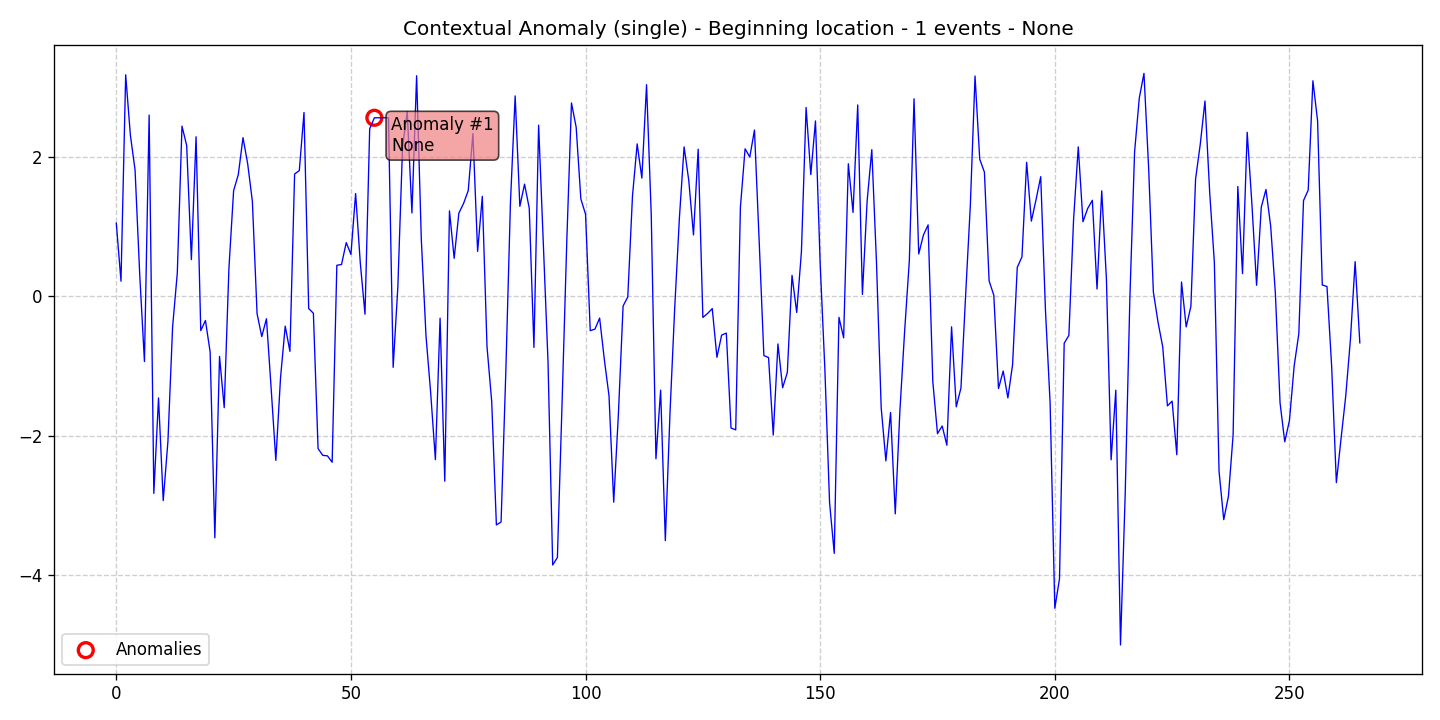 Contextual Anomaly (single) - Beginning location - 1 events - None
Anomaly #1
None
2
0
−2
−4
Anomalies
0
50
100
150
200
250